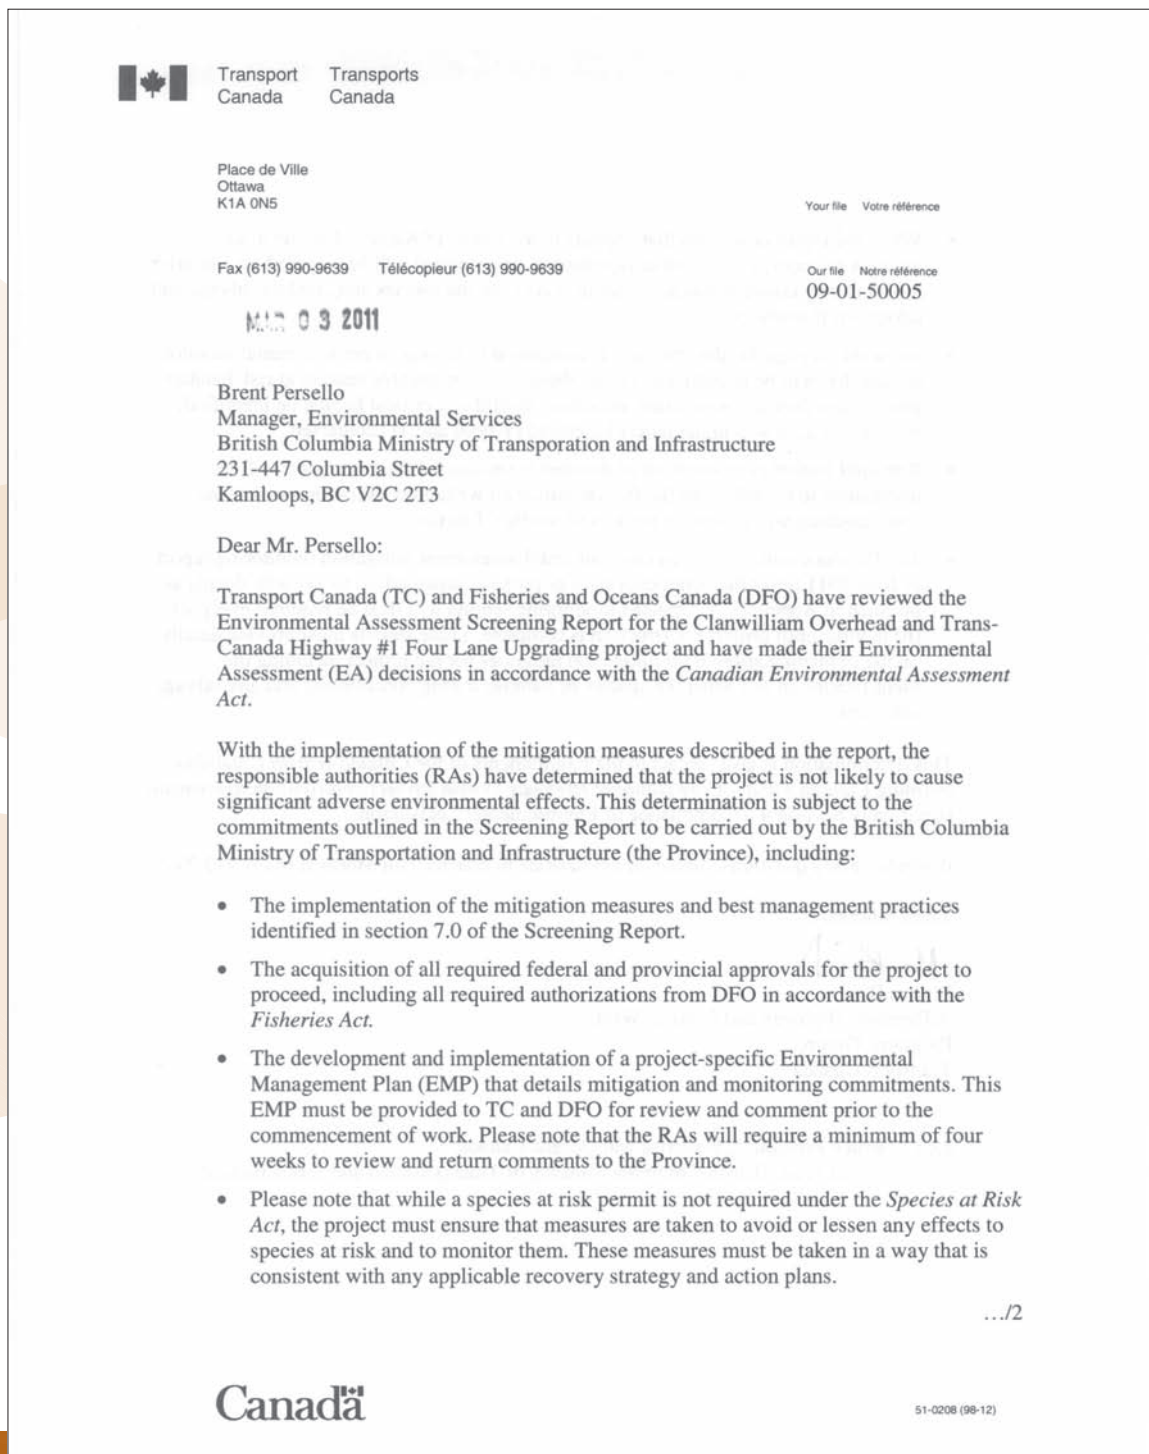 Transport Transports
Canada Canada
Place de Ville
Ottawa
K1A 0N5
Your file Votre référence
Fax (613) 990-9639 Télécopieur (613) 990-9639
Our file Notre référence
09-01-50005
MAR 03 2011
Brent Persello
Manager, Environmental Services
British Columbia Ministry of Transporation and Infrastructure
231-447 Columbia Street
Kamloops, BC V2C 2T3
Dear Mr. Persello:
Transport Canada (TC) and Fisheries and Oceans Canada (DFO) have reviewed the
Environmental Assessment Screening Report for the Clanwilliam Overhead and Trans-
Canada Highway #1 Four Lane Upgrading project and have made their Environmental
Assessment (EA) decisions in accordance with the Canadian Environmental Assessment
Act.
With the implementation of the mitigation measures described in the report, the
responsible authorities (RAs) have determined that the project is not likely to cause
significant adverse environmental effects. This determination is subject to the
commitments outlined in the Screening Report to be carried out by the British Columbia
Ministry of Transportation and Infrastructure (the Province), including:
• The implementation of the mitigation measures and best management practices
identified in section 7.0 of the Screening Report.
• The acquisition of all required federal and provincial approvals for the project to
proceed, including all required authorizations from DFO in accordance with the
Fisheries Act.
• The development and implementation of a project-specific Environmental
Management Plan (EMP) that details mitigation and monitoring commitments. This
EMP must be provided to TC and DFO for review and comment prior to the
commencement of work. Please note that the RAs will require a minimum of four
weeks to review and return comments to the Province.
• Please note that while a species at risk permit is not required under the Species at Risk
Act, the project must ensure that measures are taken to avoid or lessen any effects to
species at risk and to monitor them. These measures must be taken in a way that is
consistent with any applicable recovery strategy and action plans.
…/2
Canada
51-0208 (98-12)